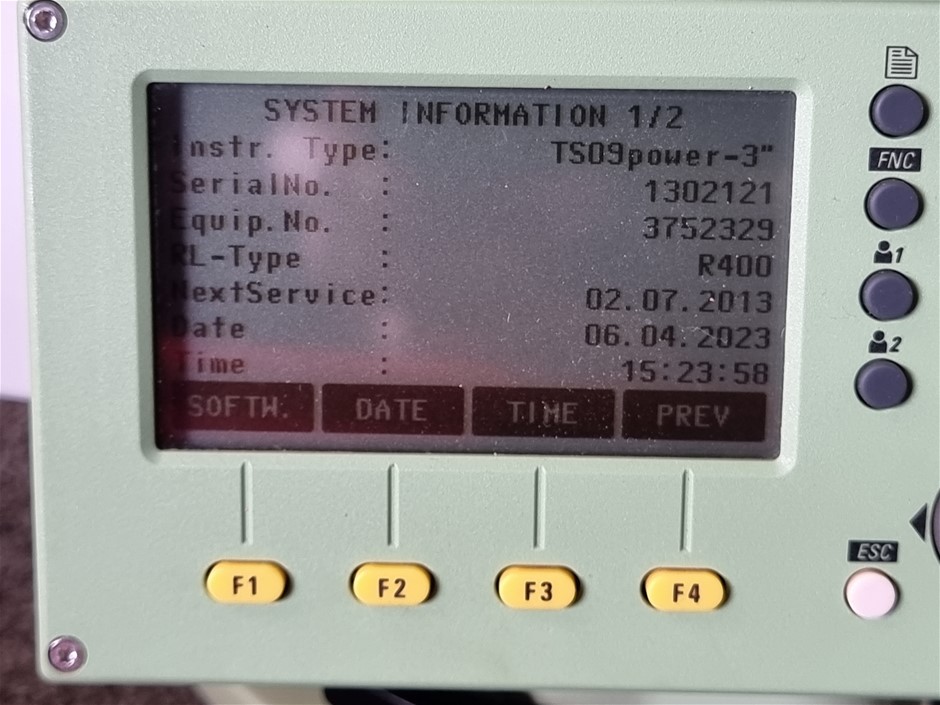 SYSTEM INFORMATION 1/2
Instr. Type: TS09power-3"
SerialNo. : 1302121
Equip.No. : 3752329
RL-Type : R400
NextService: 02.07.2013
Date : 06.04.2023
Time : 15:23:58
SOFTW. DATE TIME PREV
F1 F2 F3 F4
FNC
1
2
ESC